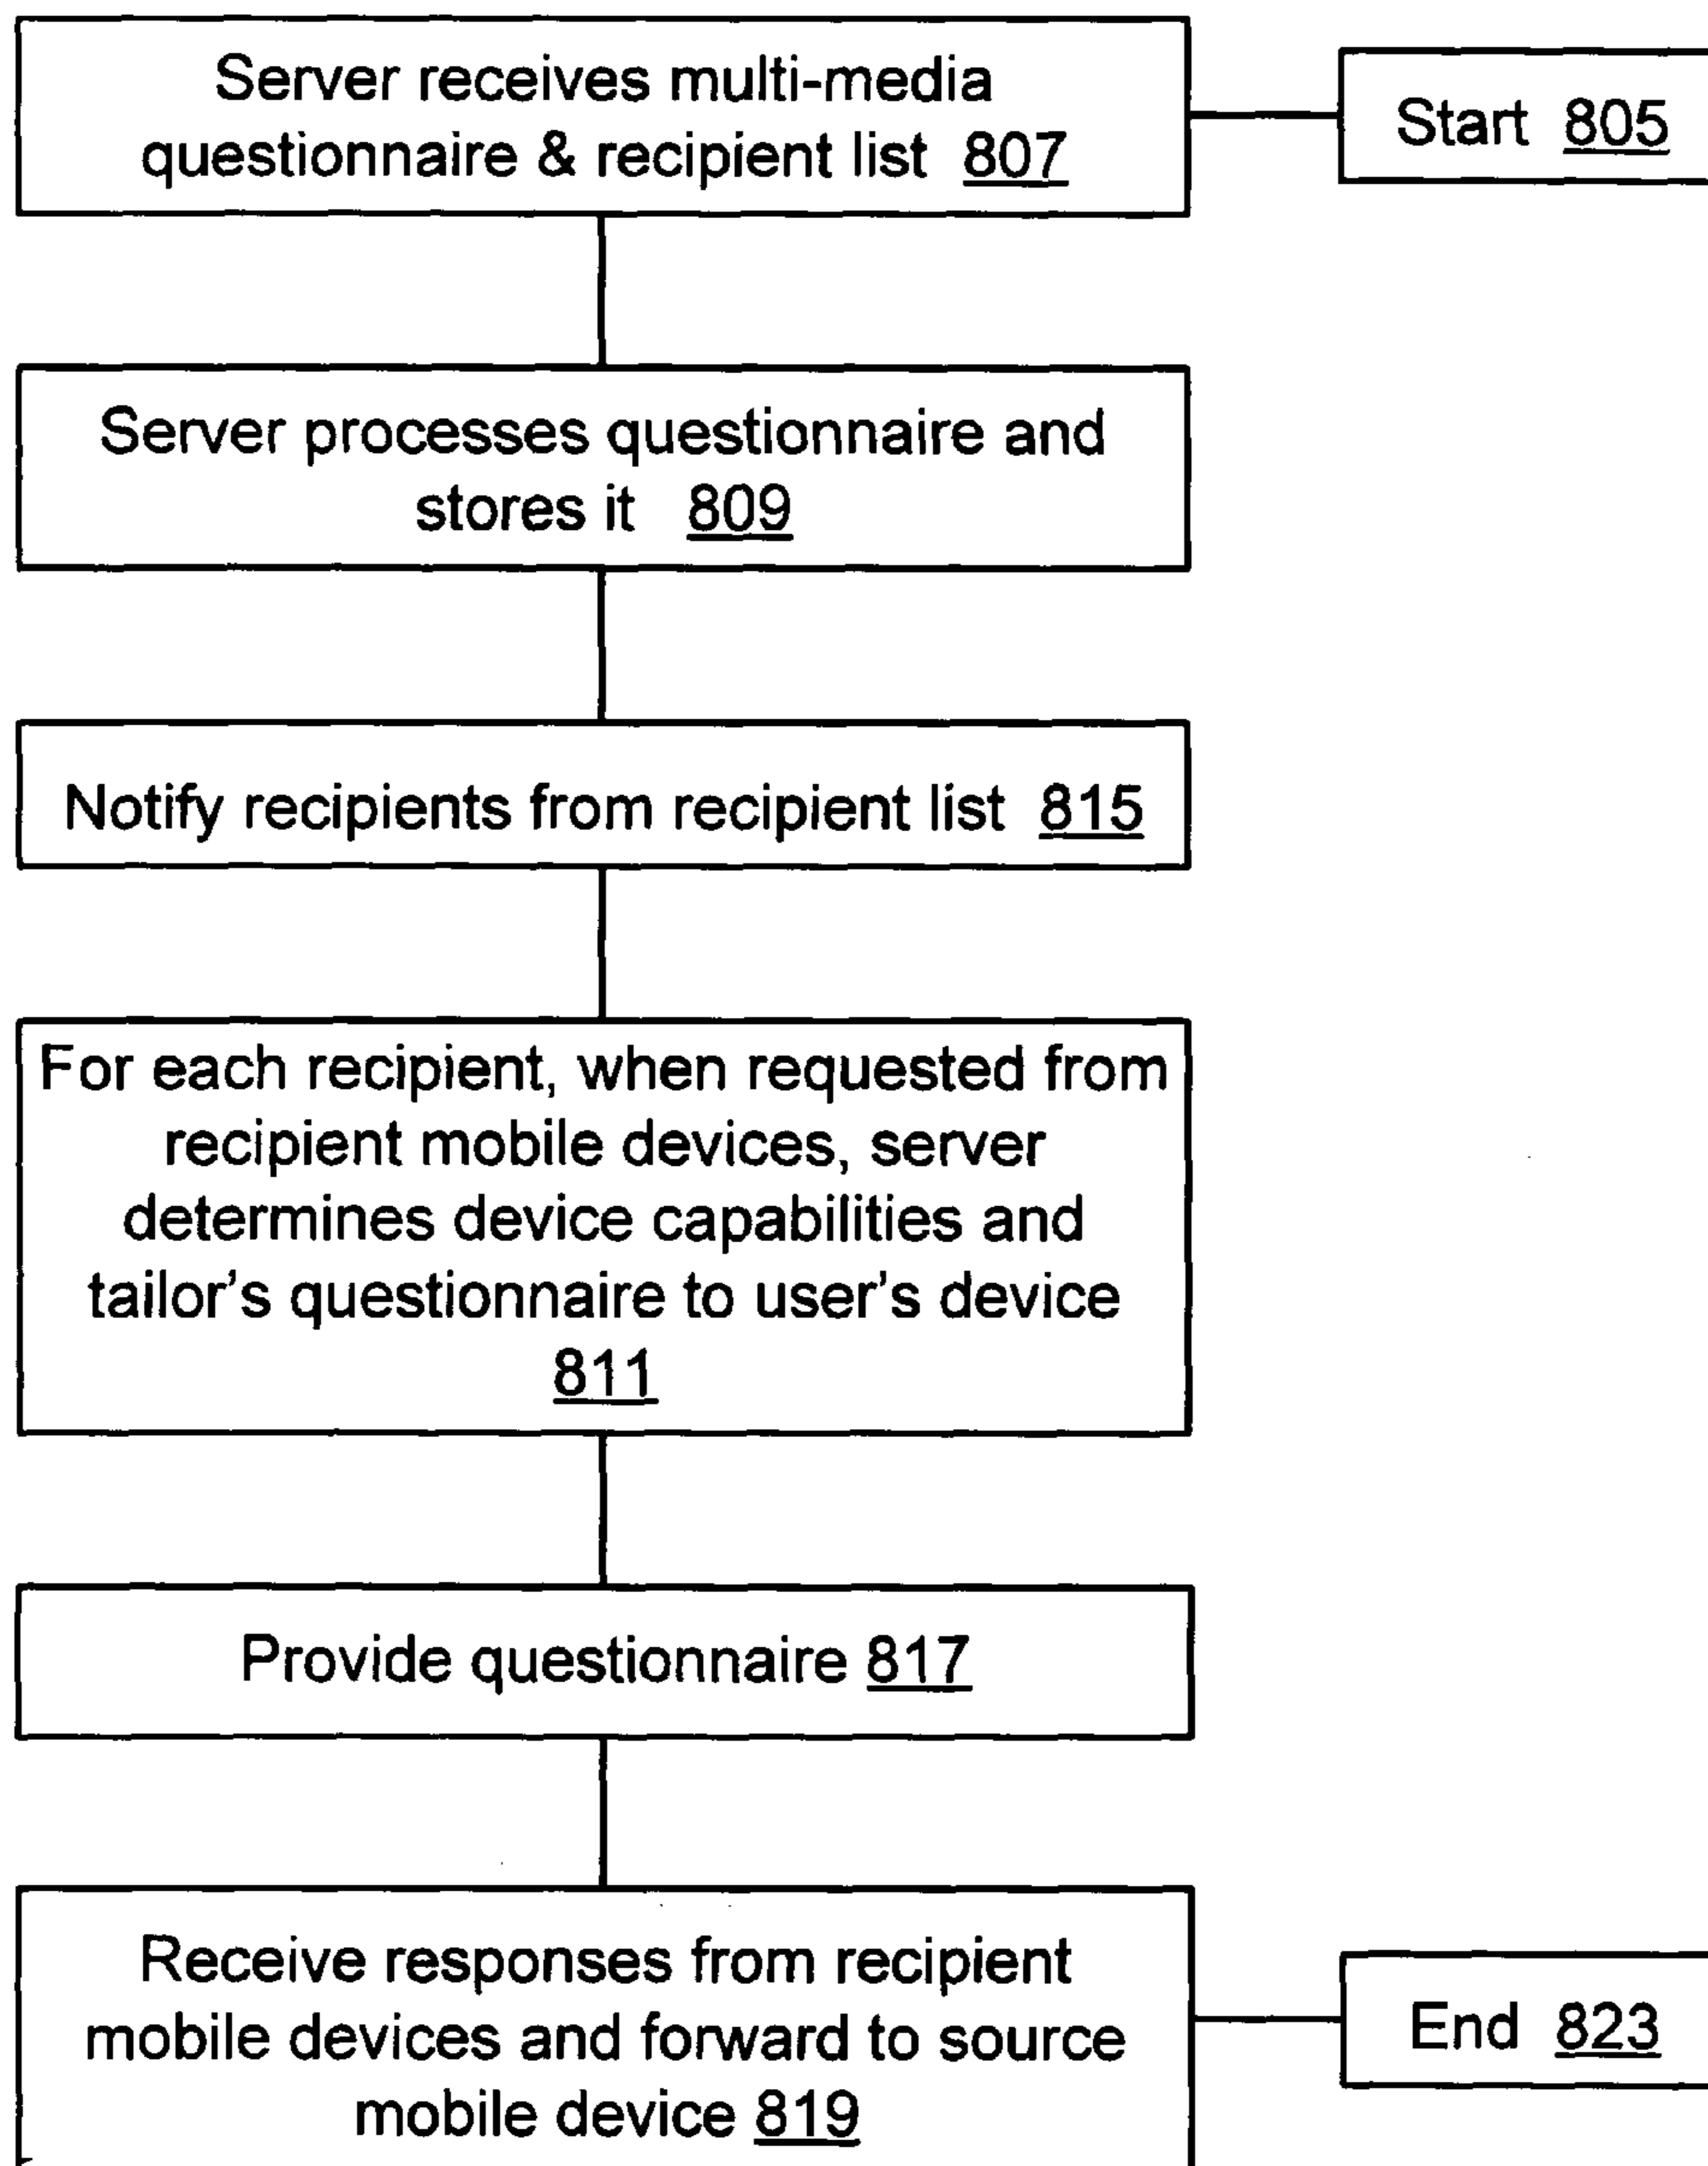 Server receives multi-media
questionnaire & recipient list 807
Start 805
Server processes questionnaire and
stores it 809
Notify recipients from recipient list 815
For each recipient, when requested from
recipient mobile devices, server
determines device capabilities and
tailor's questionnaire to user's device
811
Provide questionnaire 817
Receive responses from recipient
mobile devices and forward to source
mobile device 819
End 823